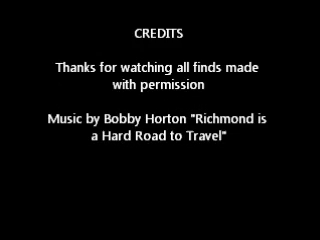 CREDITS
Thanks for watching all finds made
with permission
Music by Bobby Horton "Richmond is
a Hard Road to Travel"